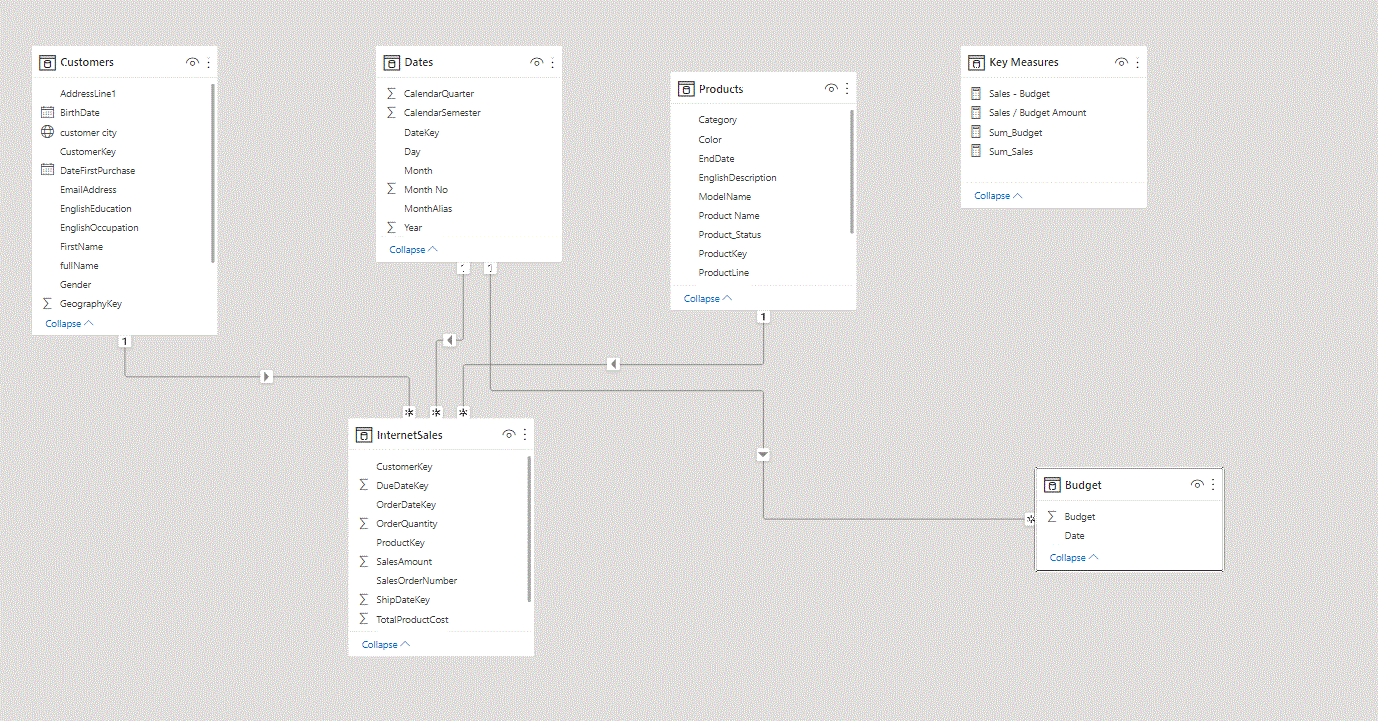 Customers
AddressLine1
BirthDate
customer city
CustomerKey
DateFirstPurchase
EmailAddress
EnglishEducation
EnglishOccupation
FirstName
fullName
Gender
GeographyKey
Collapse
Dates
CalendarQuarter
CalendarSemester
DateKey
Day
Month
Month No
MonthAlias
Year
Collapse
Products
Category
Color
EndDate
EnglishDescription
ModelName
Product Name
Product_Status
ProductKey
ProductLine
Collapse
Key Measures
Sales - Budget
Sales / Budget Amount
Sum_Budget
Sum_Sales
Collapse
1
1
1
1
*
*
*
InternetSales
CustomerKey
DueDateKey
OrderDateKey
OrderQuantity
ProductKey
SalesAmount
SalesOrderNumber
ShipDateKey
TotalProductCost
Collapse
*
Budget
Budget
Date
Collapse